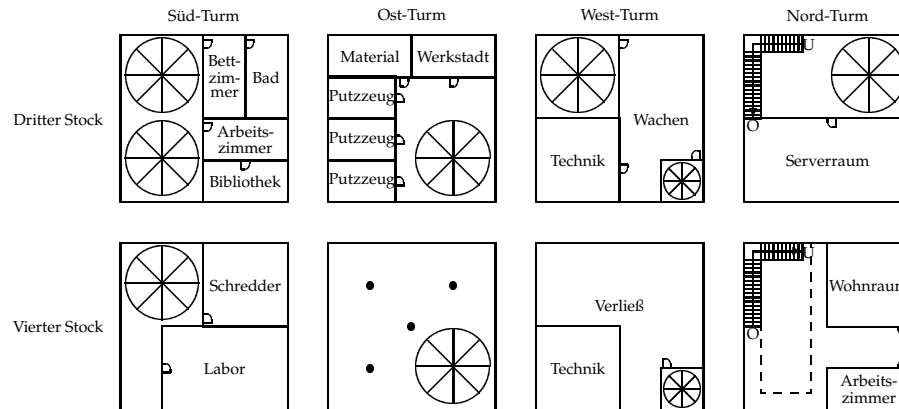 Süd-Turm
Ost-Turm
West-Turm
Nord-Turm
Dritter Stock
Bett-
zim-
mer
Bad
Arbeits-
zimmer
Bibliothek
Material
Werkstadt
Putzzeug
Putzzeug
Putzzeug
Wachen
Technik
U
O
Serverraum
Vierter Stock
Schredder
Labor
Verließ
Technik
U
O
Wohnraum
Arbeits-
zimmer